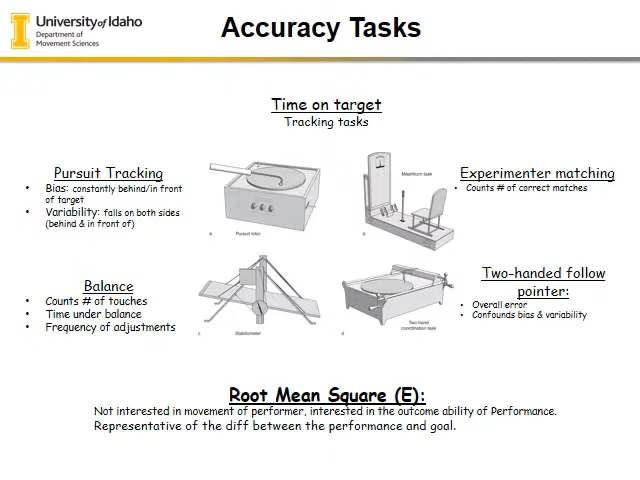 University of Idaho
Department of
Movement Sciences
Accuracy Tasks
Time on target
Tracking tasks
Pursuit Tracking
• Bias: constantly behind/in front
of target
• Variability: falls on both sides
(behind & in front of)
a
Pursuit rotor
Mashburn task
b
Experimenter matching
• Counts # of correct matches
Balance
• Counts # of touches
• Time under balance
• Frequency of adjustments
c
Stabilometer
d
Two-hand
coordination task
Two-handed follow
pointer:
• Overall error
• Confounds bias & variability
Root Mean Square (E):
Not interested in movement of performer, interested in the outcome ability of Performance.
Representative of the diff between the performance and goal.